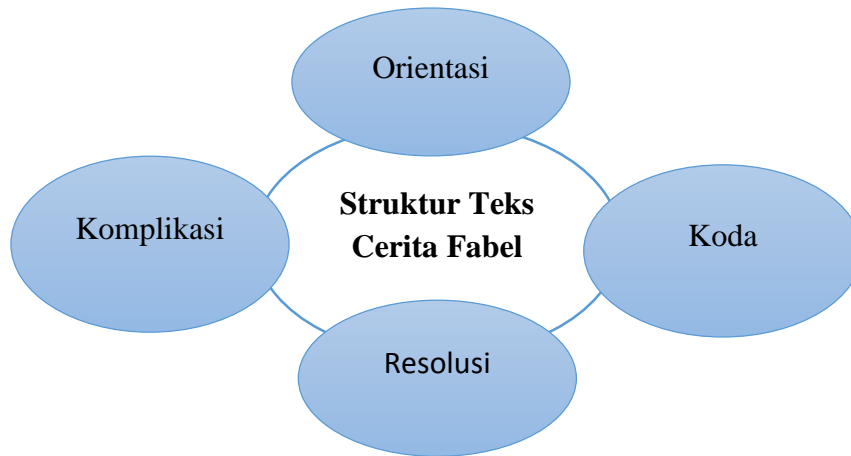 Orientasi
Struktur Teks
Cerita Fabel
Komplikasi
Koda
Resolusi